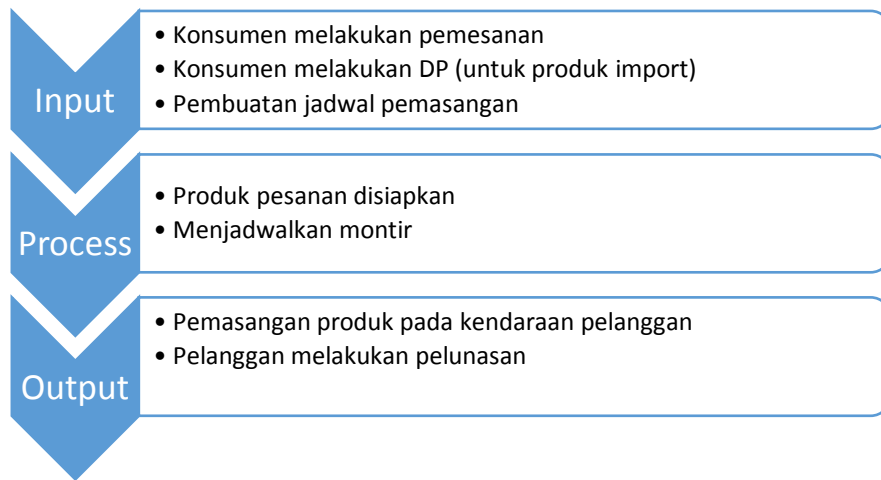 Input
• Konsumen melakukan pemesanan
• Konsumen melakukan DP (untuk produk import)
• Pembuatan jadwal pemasangan
Process
• Produk pesanan disiapkan
• Menjadwalkan montir
Output
• Pemasangan produk pada kendaraan pelanggan
• Pelanggan melakukan pelunasan